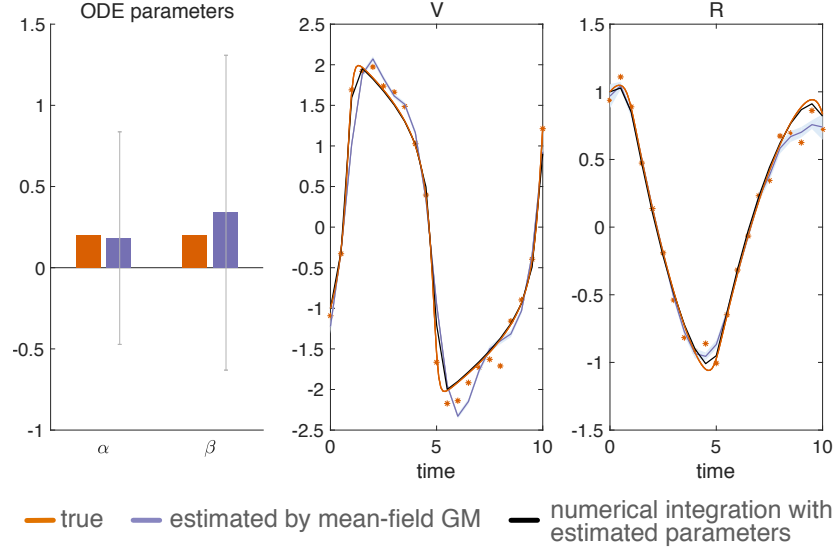 ODE parameters
V
R
1.5
1
0.5
0
-0.5
-1
α
β
2.5
2
1.5
1
0.5
0
-0.5
-1
-1.5
-2
-2.5
0
5
10
time
1.5
1
0.5
0
-0.5
-1
-1.5
0
5
10
time
true
estimated by mean-field GM
numerical integration with
estimated parameters